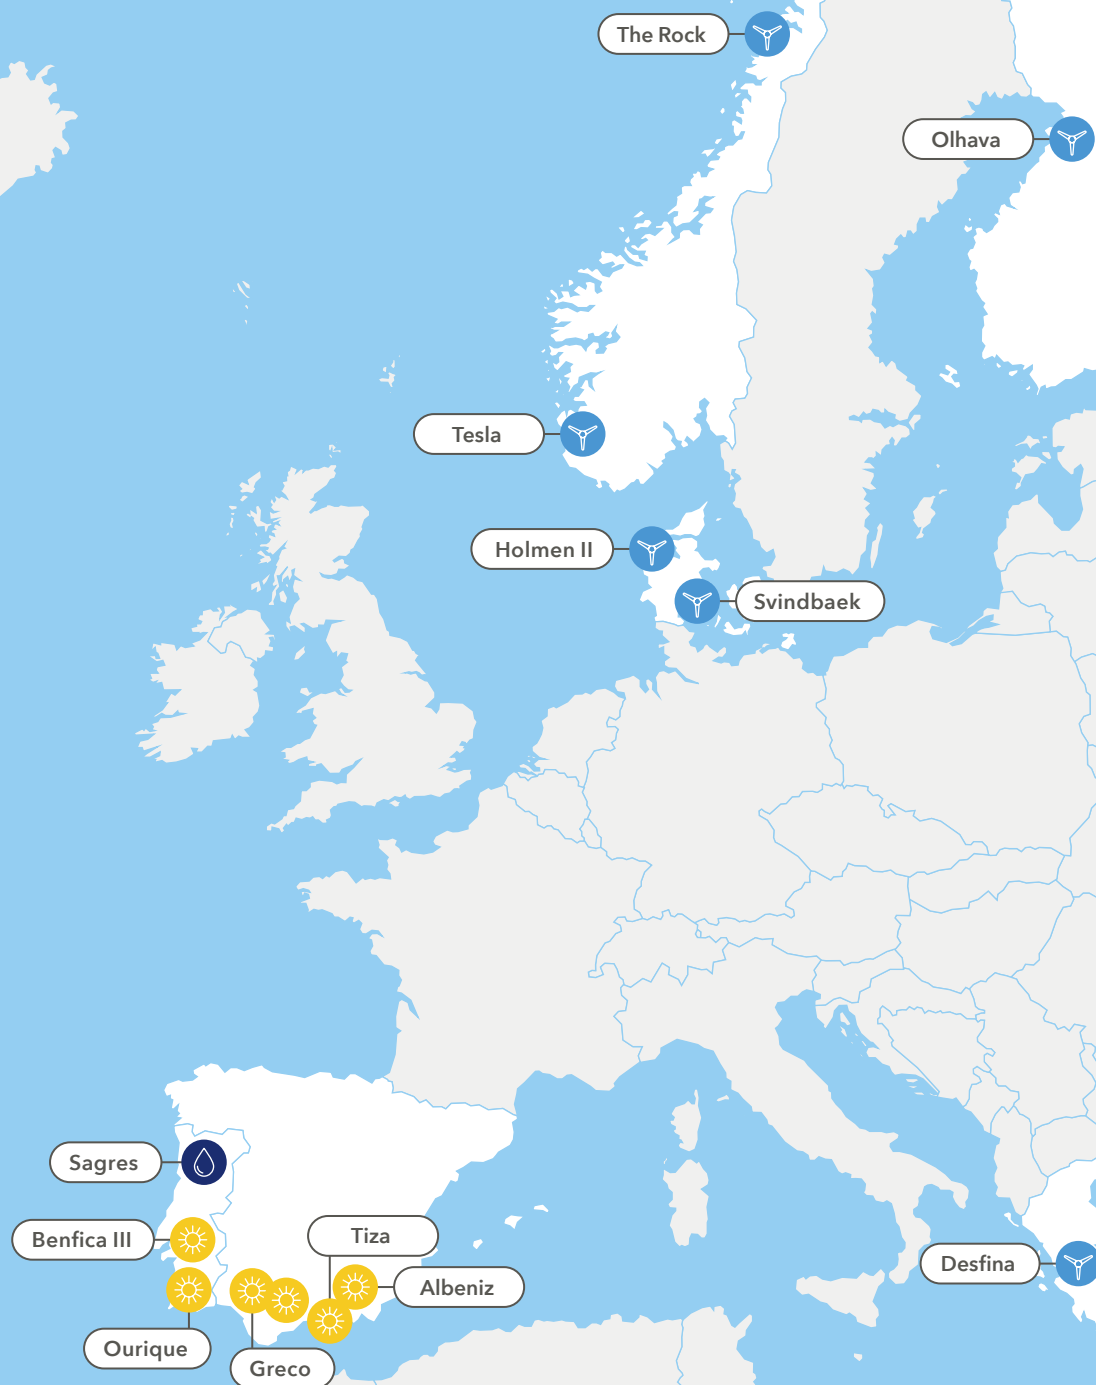 The Rock
Olhava
Tesla
Holmen II
Svindbaek
Sagres
Tiza
Benfica III
Desfina
Albeniz
Ourique
Greco